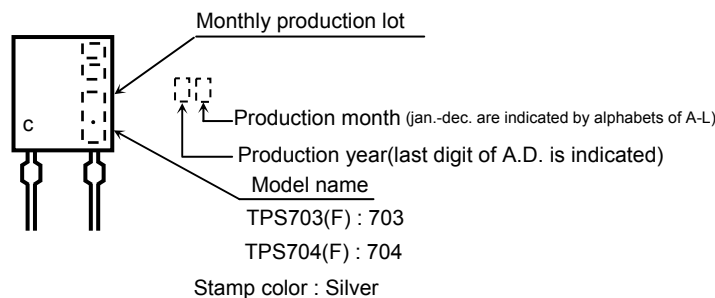 Monthly production lot
c
Production month (jan.-dec. are indicated by alphabets of A-L)
Production year(last digit of A.D. is indicated)
Model name
TPS703(F) : 703
TPS704(F) : 704
Stamp color : Silver